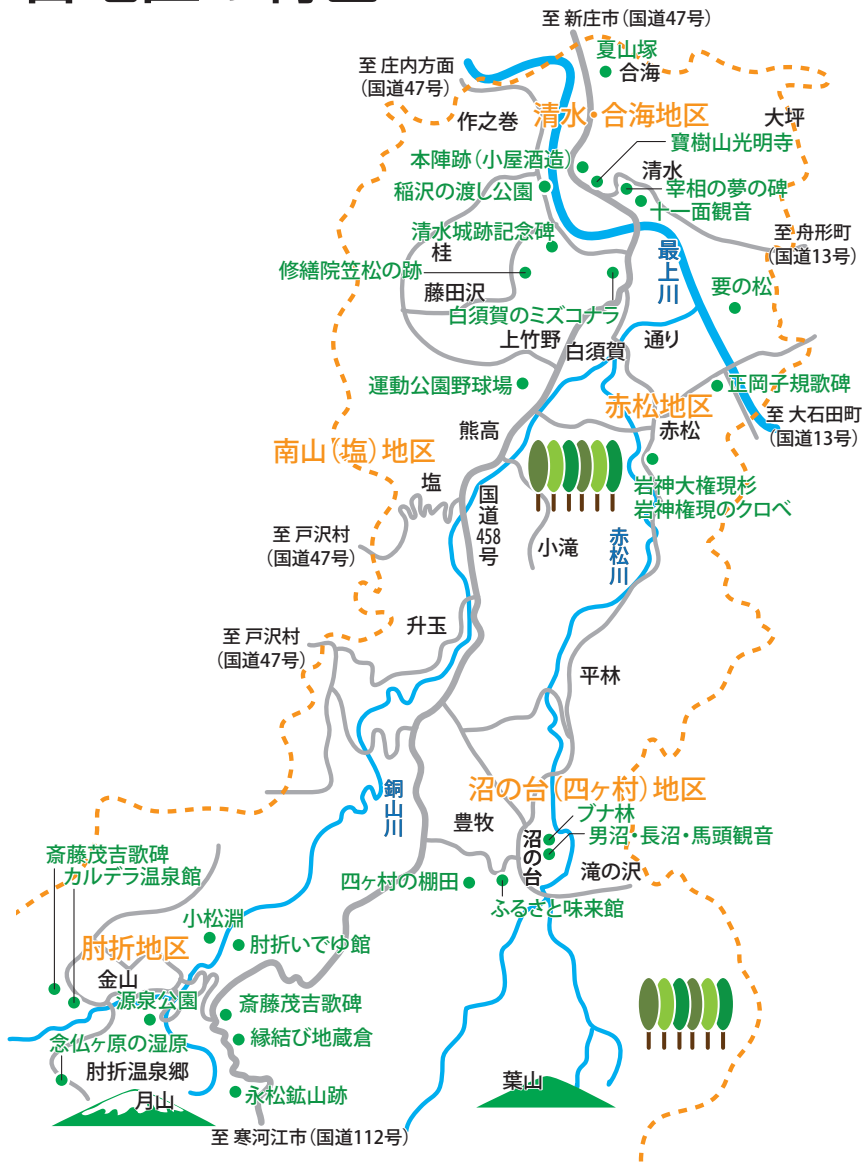 至 新庄市（国道47号）
夏山塚
合海
至 庄内方面
（国道47号）
作之巻
清水・合海地区
大坪
寶樹山光明寺
本陣跡（小屋酒造）
清水
稲沢の渡し公園
宰相の夢の碑
十一面観音
清水城跡記念碑
桂
至 舟形町
（国道13号）
最上川
修繕院笠松の跡
藤田沢
要の松
白須賀のミズコナラ
上竹野
白須賀
通り
運動公園野球場
正岡子規歌碑
赤松地区
至 大石田町
（国道13号）
熊高
赤松
南山（塩）地区
塩
国道458号
岩神大権現杉
岩神権現のクロベ
至 戸沢村
（国道47号）
小滝
赤松川
升玉
至 戸沢村
（国道47号）
平林
沼の台（四ヶ村）地区
銅山川
豊牧
ブナ林
沼の台
男沼・長沼・馬頭観音
斎藤茂吉歌碑
カルデラ温泉館
四ヶ村の棚田
滝の沢
ふるさと味来館
小松淵
肘折地区
肘折いでゆ館
金山
源泉公園
斎藤茂吉歌碑
念仏ヶ原の湿原
縁結び地蔵倉
肘折温泉郷
月山
永松鉱山跡
葉山
至 寒河江市（国道112号）